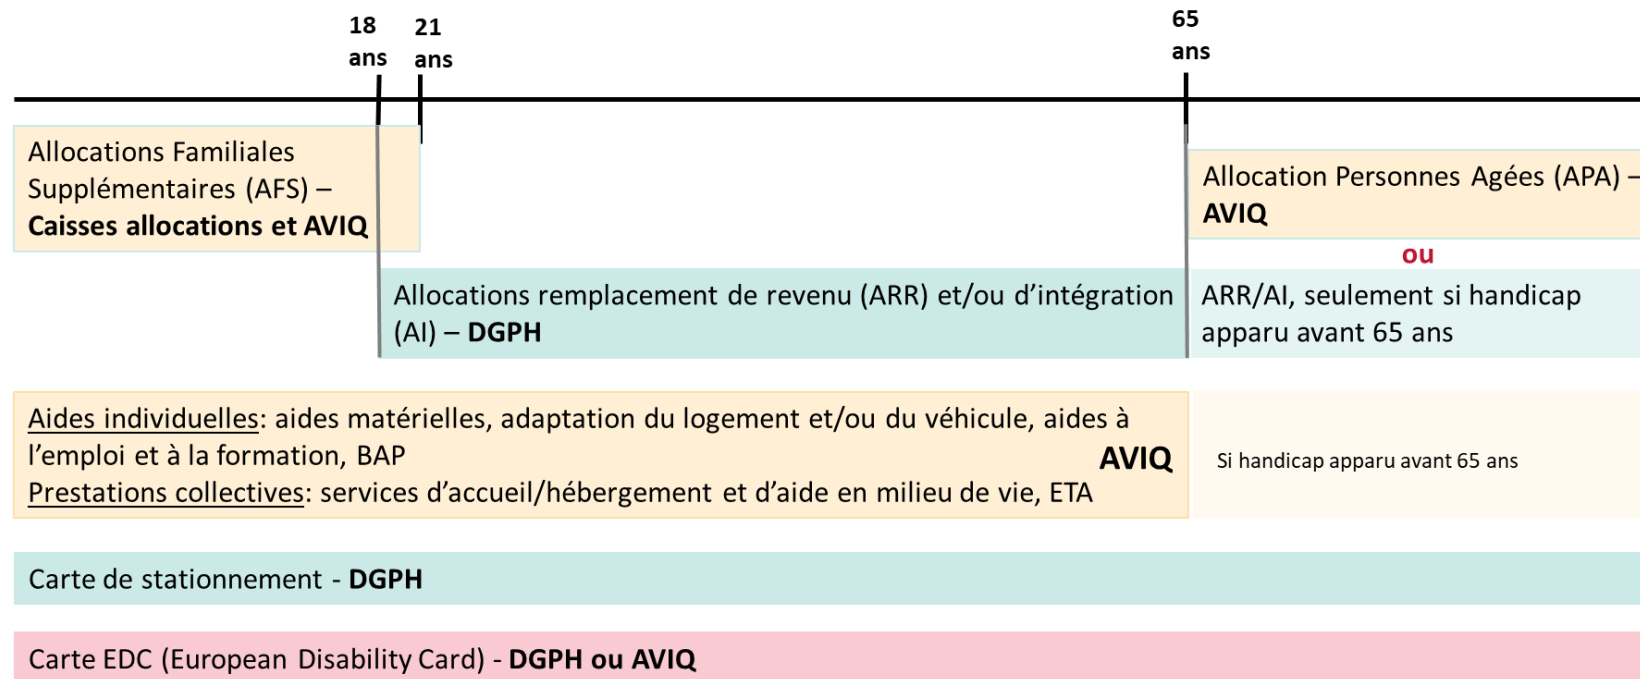 18
ans
21
ans
65
ans
Allocations Familiales
Supplémentaires (AFS) –
Caisses allocations et AVIQ
Allocation Personnes Agées (APA) –
AVIQ
ou
Allocations remplacement de revenu (ARR) et/ou d’intégration
(AI) – DGPH
ARR/AI, seulement si handicap
apparu avant 65 ans
Aides individuelles: aides matérielles, adaptation du logement et/ou du véhicule, aides à
l’emploi et à la formation, BAP
AVIQ
Prestations collectives: services d’accueil/hébergement et d’aide en milieu de vie, ETA
Si handicap apparu avant 65 ans
Carte de stationnement - DGPH
Carte EDC (European Disability Card) - DGPH ou AVIQ